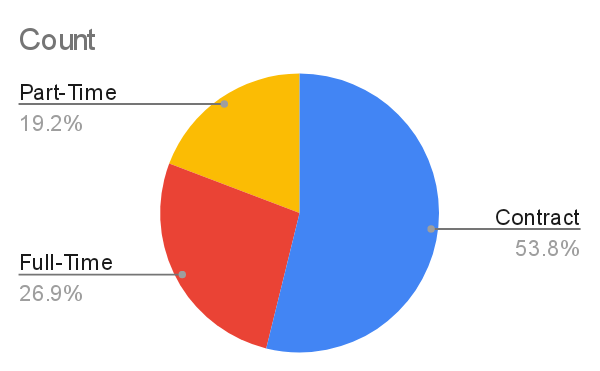 Count
Part-Time
19.2%
Contract
53.8%
Full-Time
26.9%